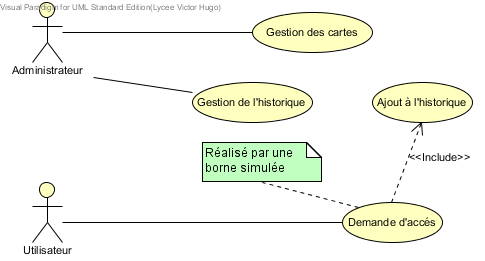 Visual Paradigm for UML Standard Edition(Lycee Victor Hugo)
Gestion des cartes
Administrateur
Gestion de l'historique
Ajout à l'historique
Réalisé par une
borne simulée
<<Include>>
Demande d'accés
Utilisateur